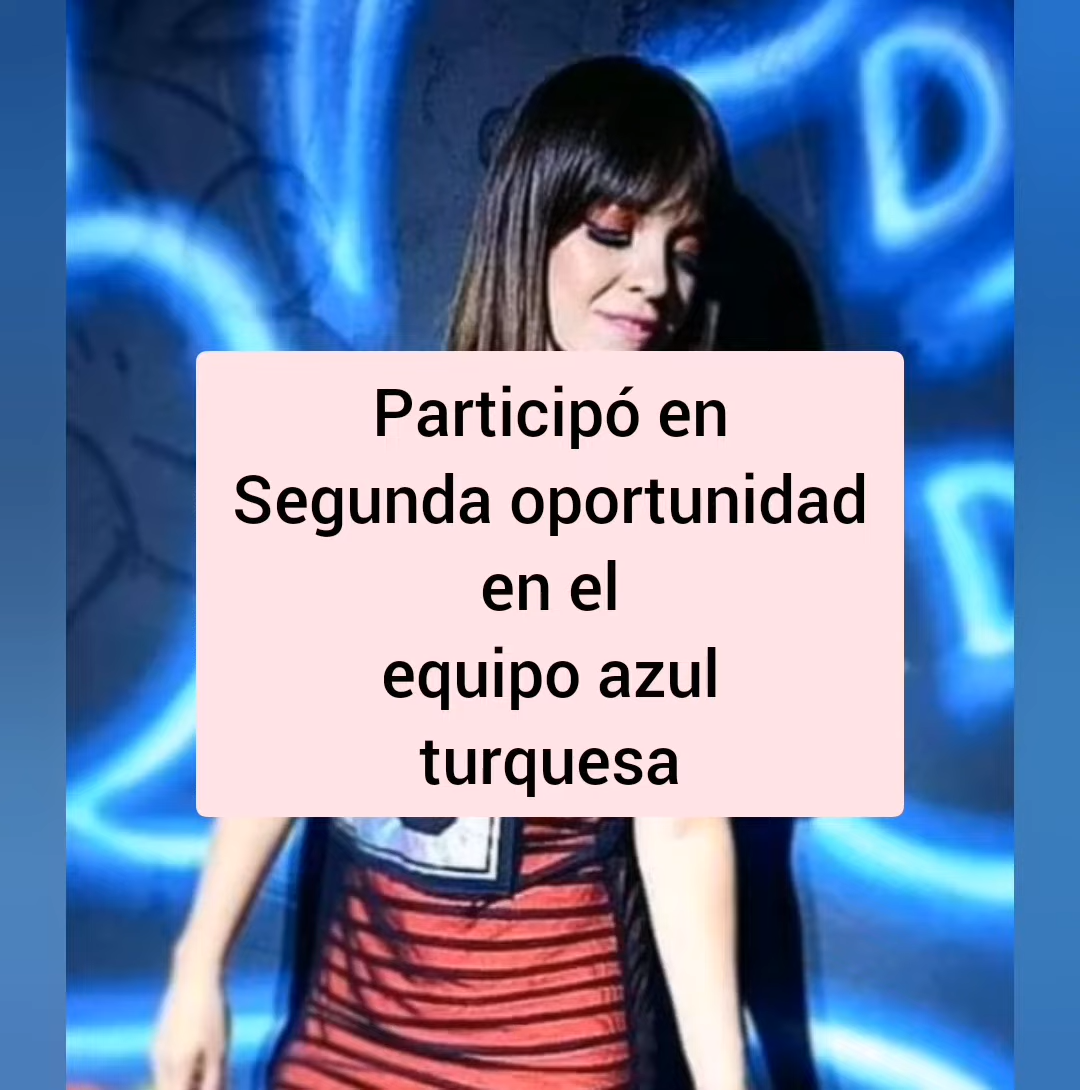 Participó en
Segunda oportunidad
en el
equipo azul
turquesa